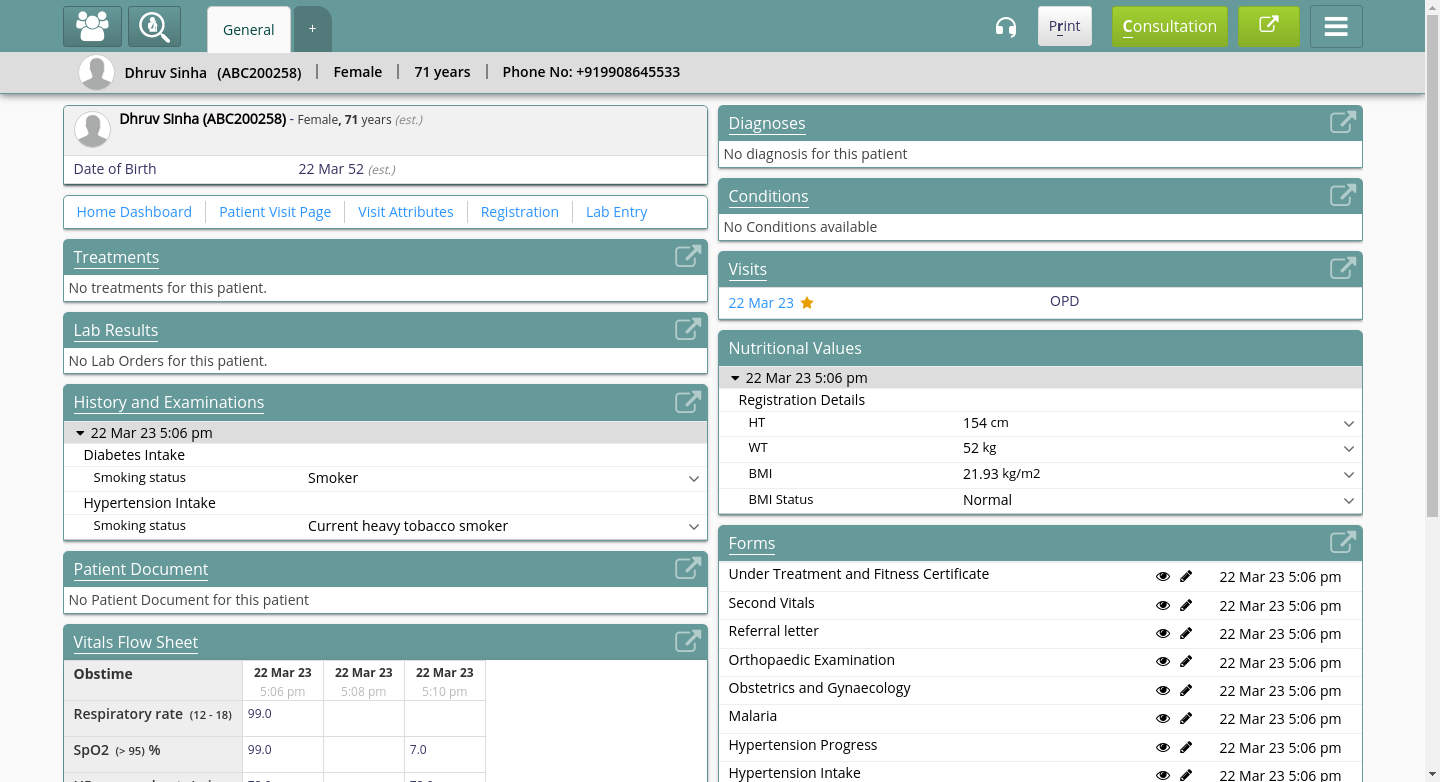 General
+
Print
Consultation
Dhruv Sinha (ABC200258) | Female | 71 years | Phone No: +919908645533
Dhruv Sinha (ABC200258) - Female, 71 years (est.)
Date of Birth 22 Mar 52 (est.)
Home Dashboard
Patient Visit Page
Visit Attributes
Registration
Lab Entry
Treatments
No treatments for this patient.
Lab Results
No Lab Orders for this patient.
History and Examinations
22 Mar 23 5:06 pm
Diabetes Intake
Smoking status Smoker
Hypertension Intake
Smoking status Current heavy tobacco smoker
Patient Document
No Patient Document for this patient
Vitals Flow Sheet
Obstime 22 Mar 23 22 Mar 23 22 Mar 23
5:06 pm 5:08 pm 5:10 pm
Respiratory rate (12 - 18) 99.0
SpO2 (> 95) % 99.0 7.0
Diagnoses
No diagnosis for this patient
Conditions
No Conditions available
Visits
22 Mar 23 OPD
Nutritional Values
22 Mar 23 5:06 pm
Registration Details
HT 154 cm
WT 52 kg
BMI 21.93 kg/m2
BMI Status Normal
Forms
Under Treatment and Fitness Certificate 22 Mar 23 5:06 pm
Second Vitals 22 Mar 23 5:06 pm
Referral letter 22 Mar 23 5:06 pm
Orthopaedic Examination 22 Mar 23 5:06 pm
Obstetrics and Gynaecology 22 Mar 23 5:06 pm
Malaria 22 Mar 23 5:06 pm
Hypertension Progress 22 Mar 23 5:06 pm
Hypertension Intake 22 Mar 23 5:06 pm